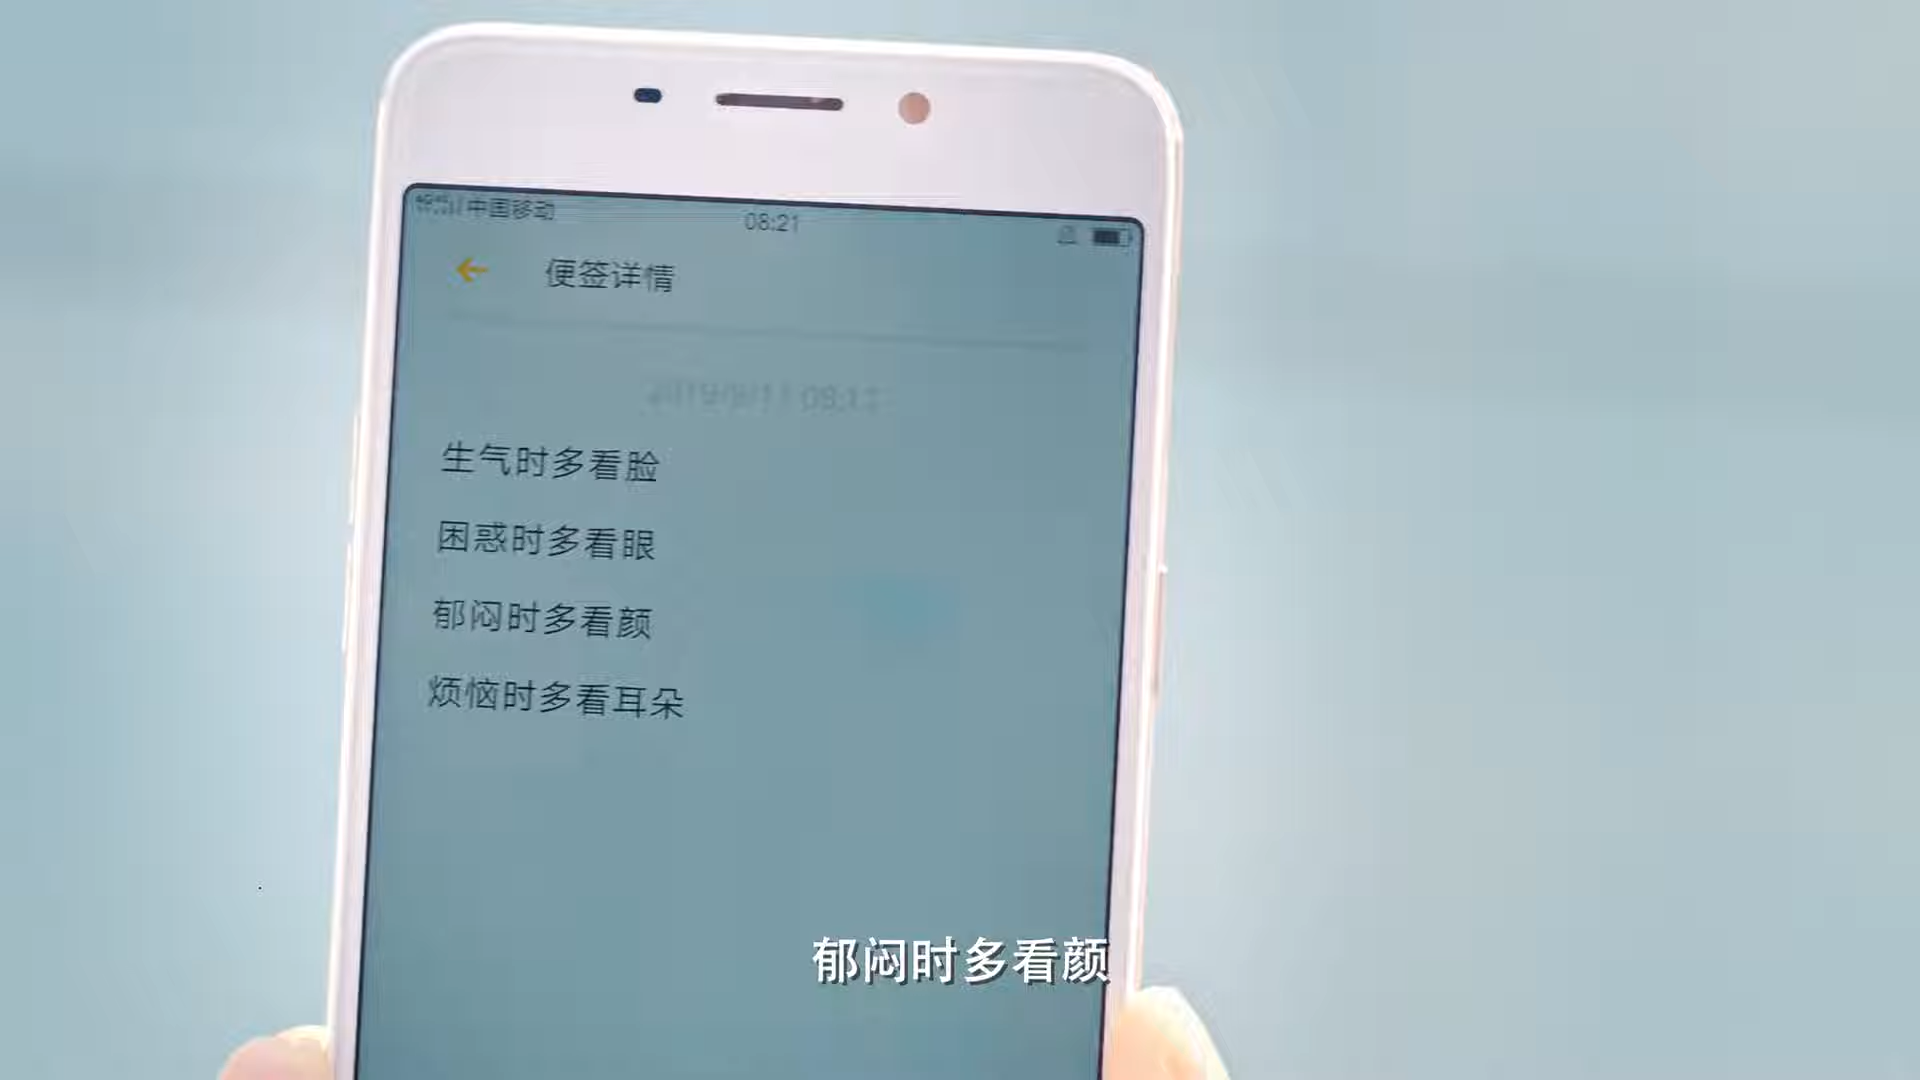 中国移动
08:21
便签详情
生气时多看脸
困惑时多看眼
郁闷时多看颜
烦恼时多看耳朵
郁闷时多看颜